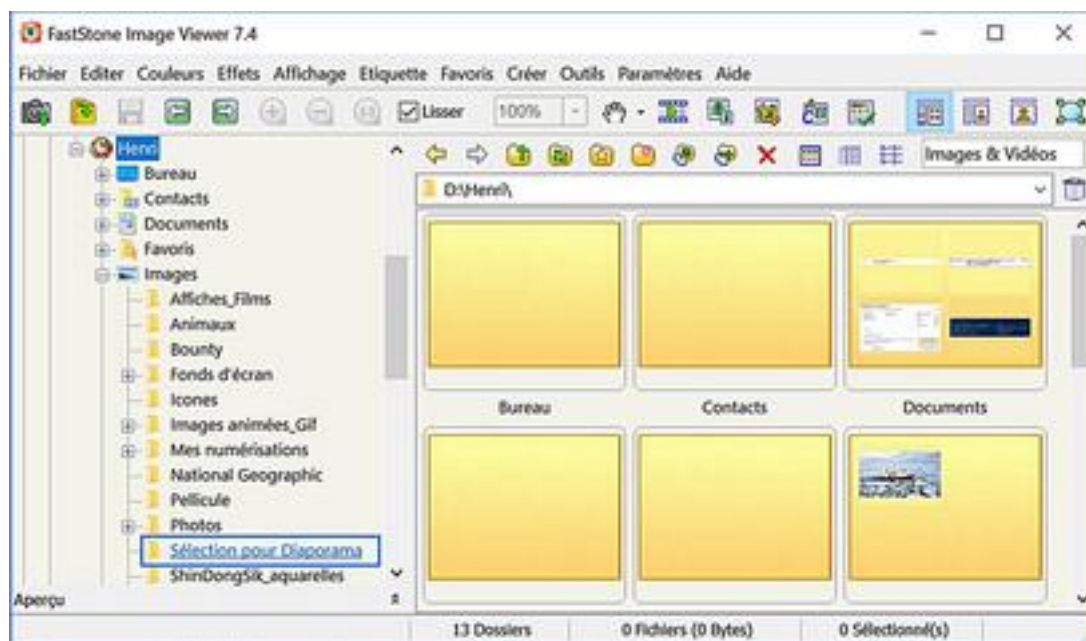 FastStone Image Viewer 7.4
Fichier Editer Couleurs Effets Affichage Etiquette Favoris Créer Outils Paramètres Aide
Lisser 100%
Henri
Bureau
Contacts
Documents
Favoris
Images
Affiches_Films
Animaux
Bounty
Fonds d'écran
Icones
Images animées_Gif
Mes numérisations
National Geographic
Pellicule
Photos
Sélection pour Diaporama
ShinDongSik_aquarelles
Aperçu
Images & Vidéos
D:\Henri\
Bureau Contacts Documents
13 Dossiers 0 Fichiers (0 Bytes) 0 Sélectionné(s)